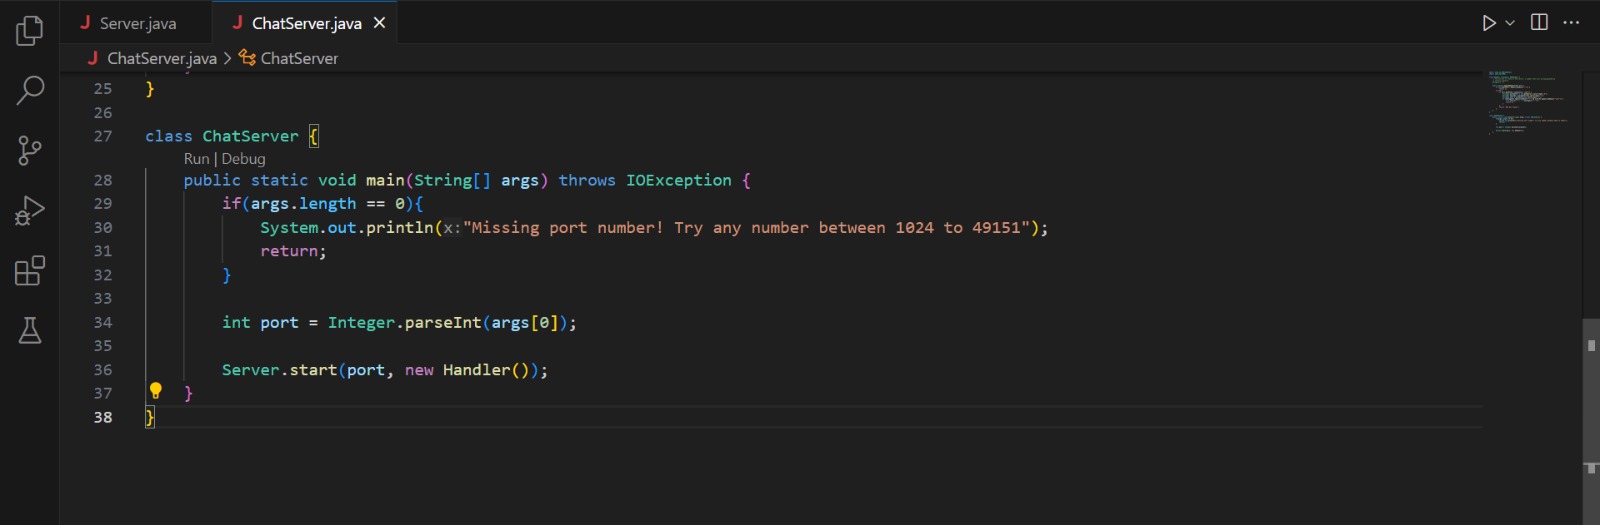 J Server.java
J ChatServer.java ×
J ChatServer.java > ChatServer
25 }
26
27 class ChatServer {
Run | Debug
28 public static void main(String[] args) throws IOException {
29 if(args.length == 0){
30 System.out.println(x:"Missing port number! Try any number between 1024 to 49151");
31 return;
32 }
33
34 int port = Integer.parseInt(args[0]);
35
36 Server.start(port, new Handler());
37 }
38 }